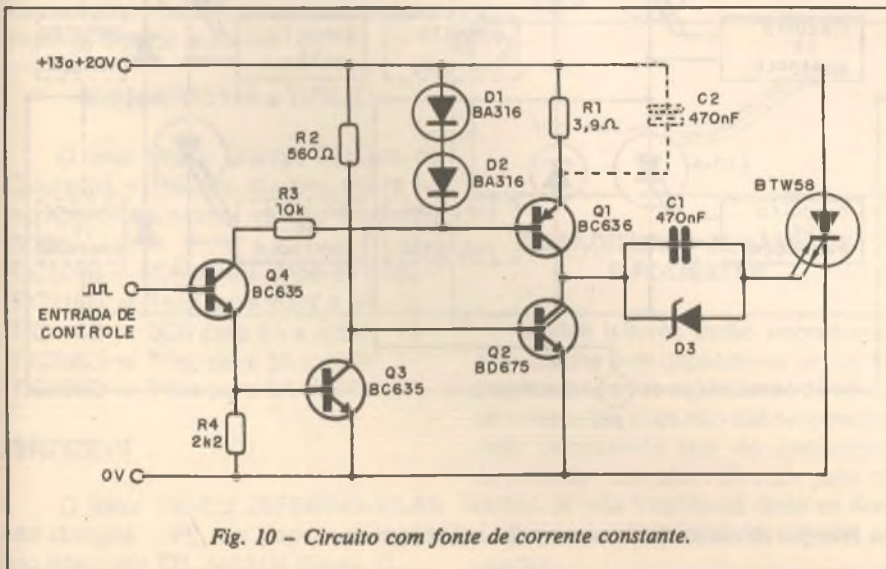 +13a+20V
R2
560Ω
D1
BA316
D2
BA316
R1
3,9Ω
C2
470nF
BTW58
R3
10k
Q1
BC636
C1
470nF
Q4
BC635
ENTRADA DE
CONTROLE
Q3
BC635
Q2
BD675
D3
R4
2k2
0V
Fig. 10 – Circuito com fonte de corrente constante.